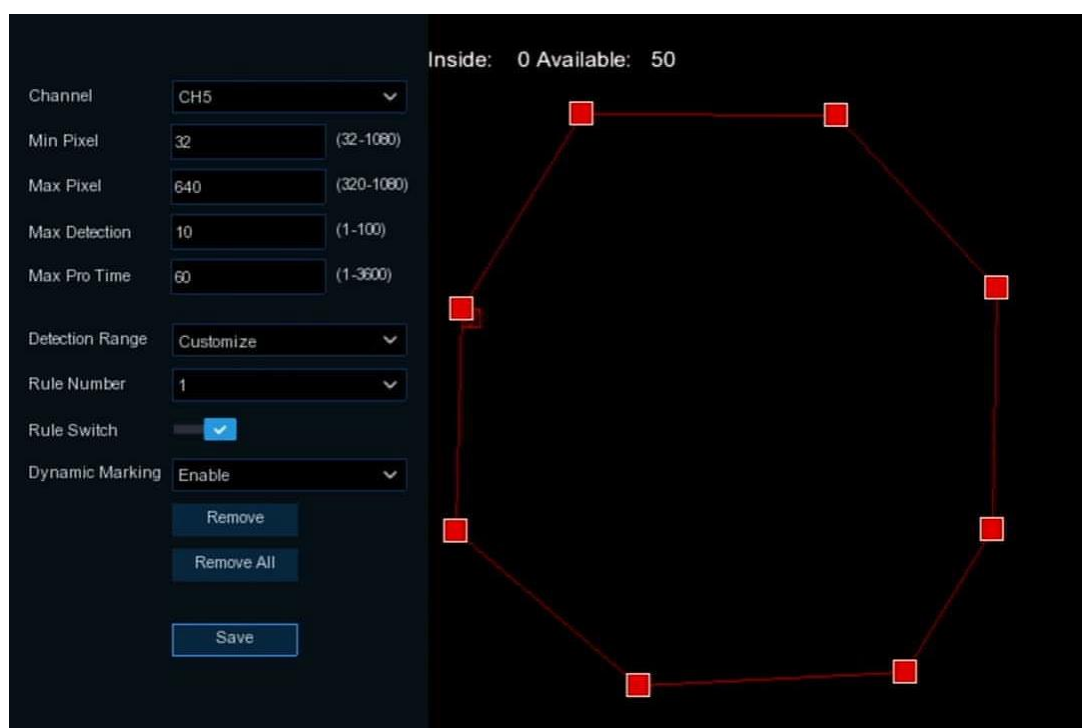 Inside: 0 Available: 50
Channel CH5
Min Pixel 32 (32-1080)
Max Pixel 640 (320-1080)
Max Detection 10 (1-100)
Max Pro Time 60 (1-3600)
Detection Range Customize
Rule Number 1
Rule Switch
Dynamic Marking Enable
Remove
Remove All
Save